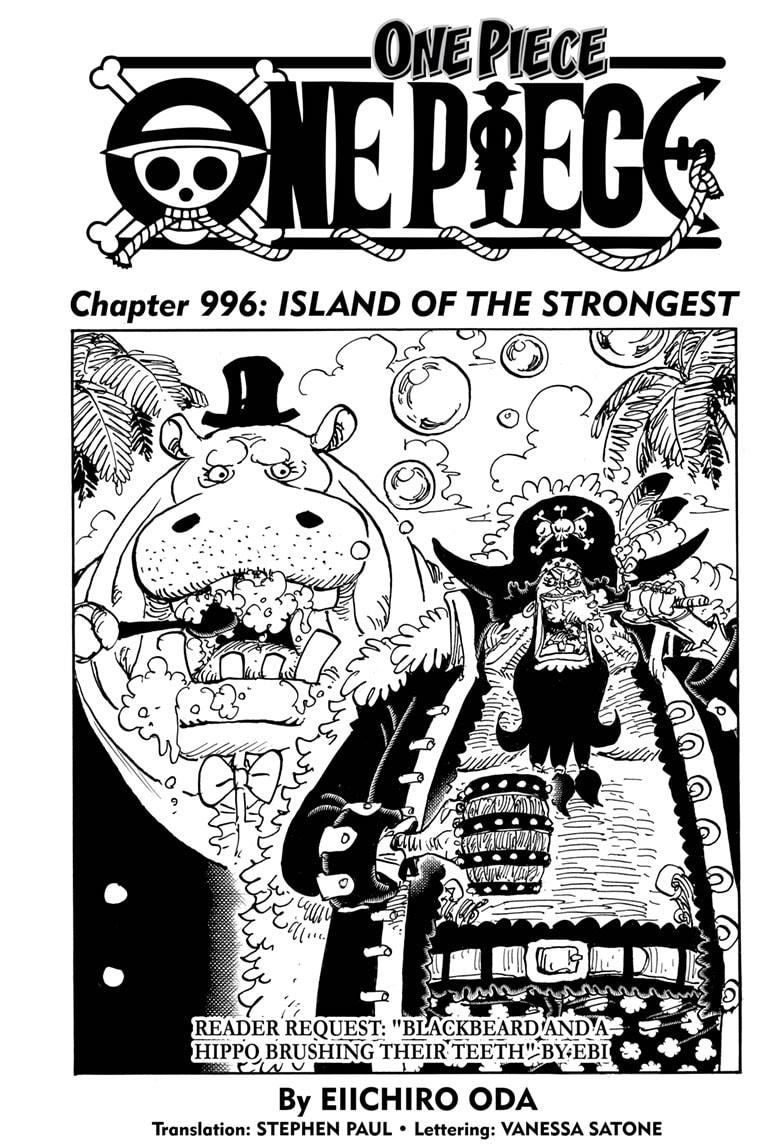 ONE PIECE
ONE PIECE
Chapter 996: ISLAND OF THE STRONGEST
READER REQUEST: "BLACKBEARD AND A
HIPPO BRUSHING THEIR TEETH" BY EBI
By EIICHIRO ODA
Translation: STEPHEN PAUL • Lettering: VANESSA SATONE